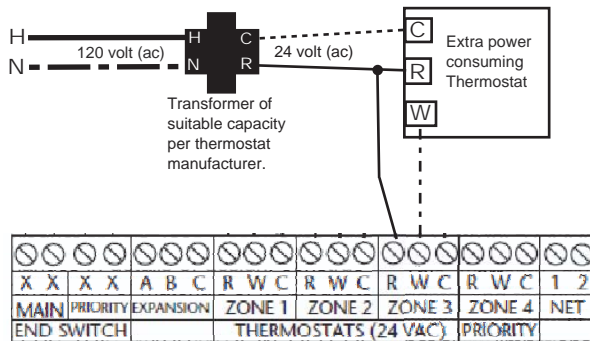 H H C C Extra power
120 volt (ac) 24 volt (ac) consuming
N N R R Thermostat
W
Transformer of
suitable capacity
per thermostat
manufacturer.
X X X X A B C R W C R W C R W C R W C 1 2
MAIN PRIORITY EXPANSION ZONE 1 ZONE 2 ZONE 3 ZONE 4 NET
END SWITCH THERMOSTATS (24 VAC) PRIORITY